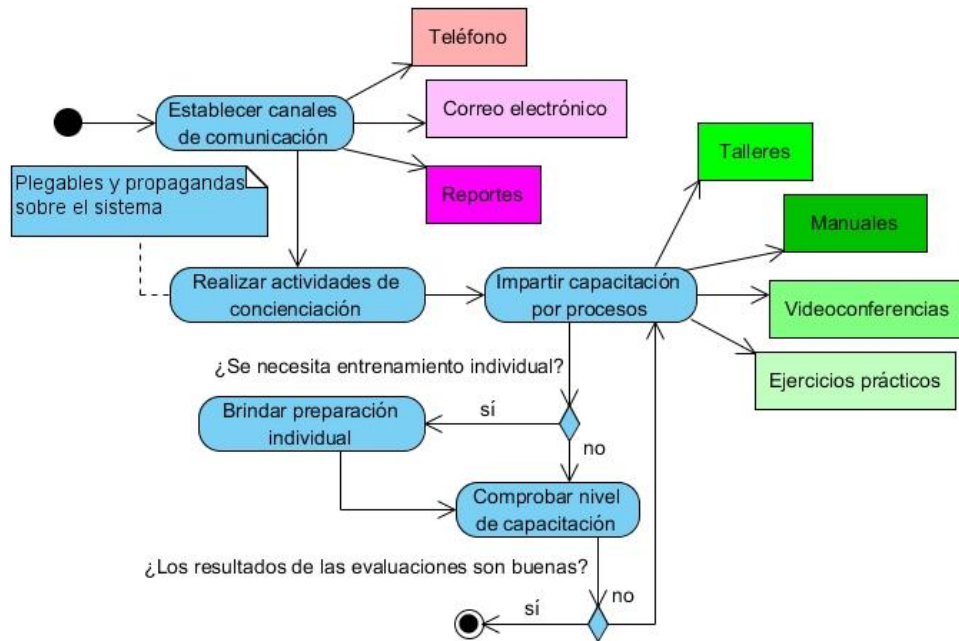 Teléfono
Establecer canales
de comunicación
Correo electrónico
Reportes
Plegables y propagandas
sobre el sistema
Talleres
Manuales
Realizar actividades de
concienciación
Impartir capacitación
por procesos
Videoconferencias
Ejercicios prácticos
¿Se necesita entrenamiento individual?
Brindar preparación
individual
sí
no
Comprobar nivel
de capacitación
¿Los resultados de las evaluaciones son buenas?
sí
no